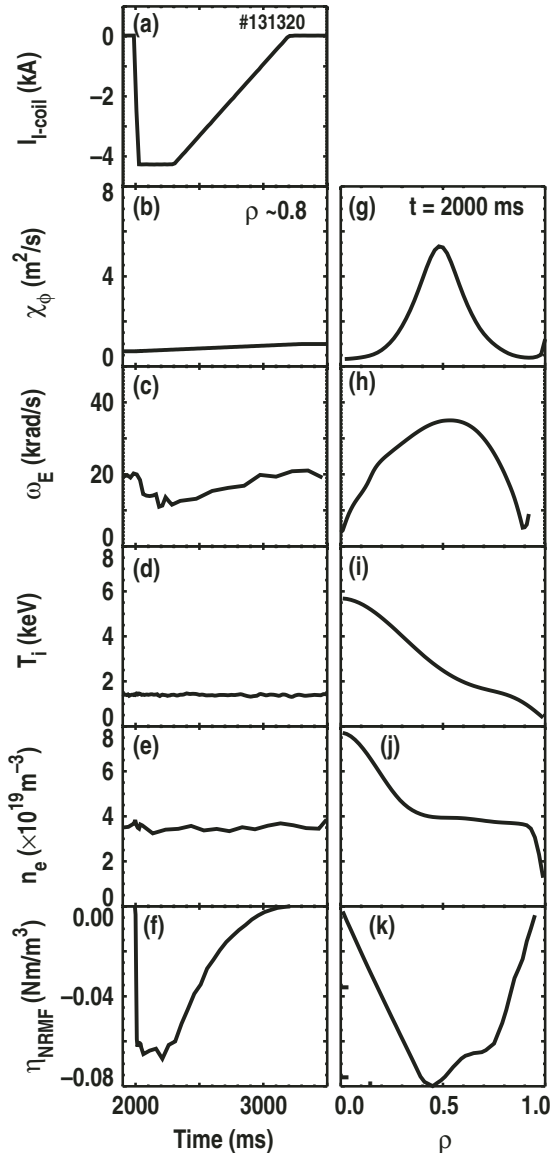 (a)
#131320
0
−2
−4
I_I-coil (kA)
(b)
ρ ~0.8
8
4
0
χ_ϕ (m²/s)
(g)
t = 2000 ms
(c)
40
20
0
ω_E (krad/s)
(h)
(d)
8
6
4
2
0
T_i (keV)
(i)
(e)
8
6
4
2
0
n_e (×10¹⁹m⁻³)
(j)
(f)
0.00
−0.04
−0.08
η_NRMF (Nm/m³)
(k)
2000
3000
Time (ms)
0.0
0.5
1.0
ρ